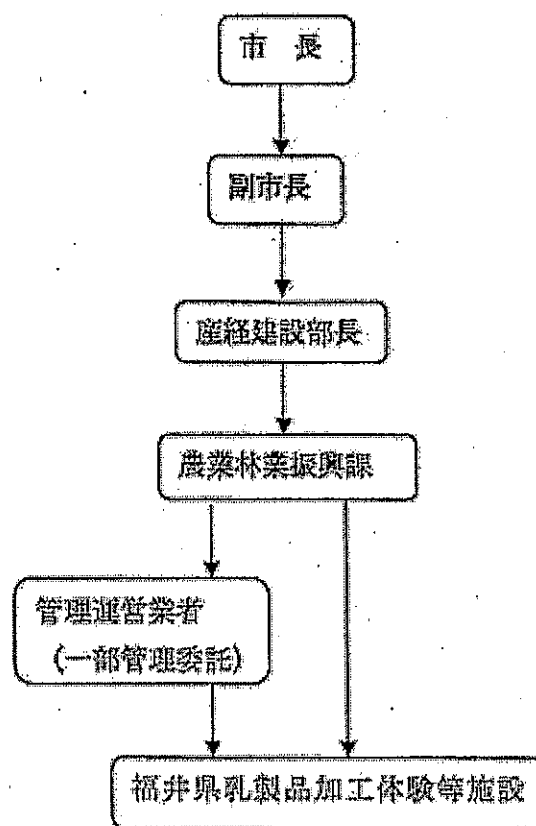 市 長
副市長
産経建設部長
農業林業振興課
管理運営業者
(一部管理委託)
福井県乳製品加工体験等施設